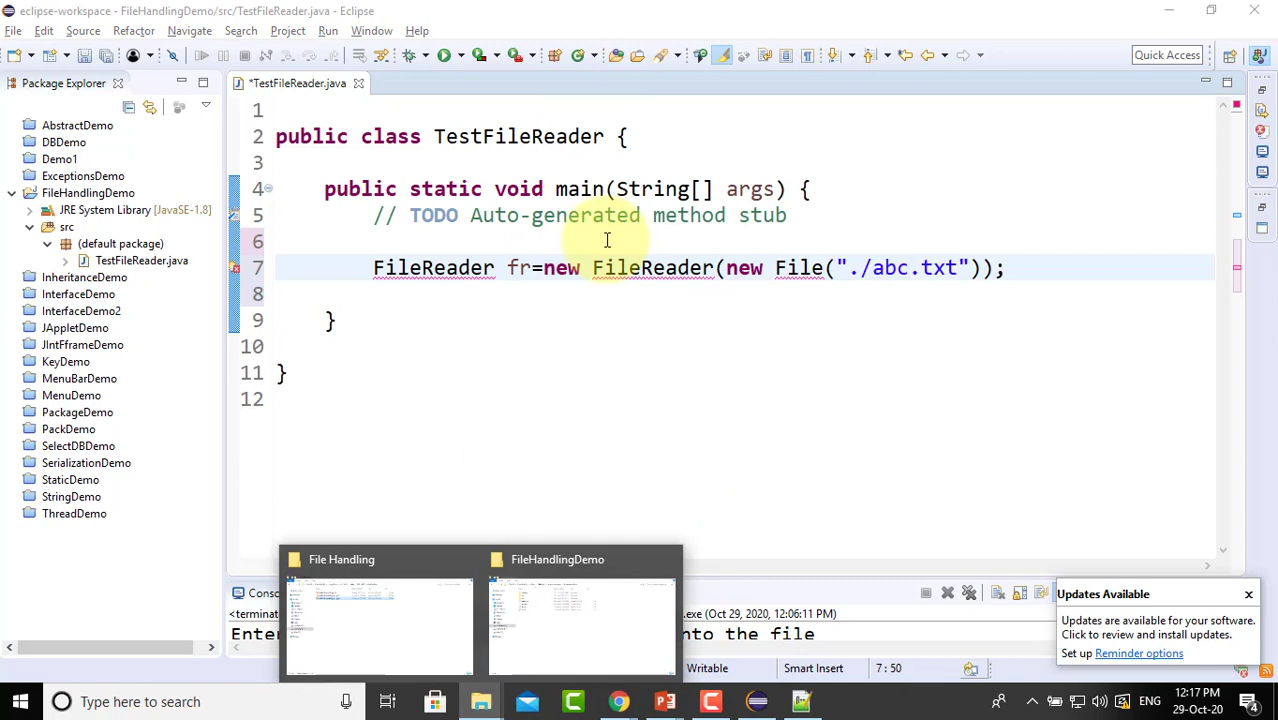 eclipse-workspace - FileHandlingDemo/src/TestFileReader.java - Eclipse
File Edit Source Refactor Navigate Search Project Run Window Help
Quick Access
Package Explorer
*TestFileReader.java
AbstractDemo
DBDemo
Demo1
ExceptionsDemo
FileHandlingDemo
JRE System Library [JavaSE-1.8]
src
(default package)
TestFileReader.java
InheritanceDemo
InterfaceDemo
InterfaceDemo2
JAppletDemo
JIntFframeDemo
KeyDemo
MenuBarDemo
MenuDemo
PackageDemo
PackDemo
SelectDBDemo
SerializationDemo
StaticDemo
StringDemo
ThreadDemo
1
2 public class TestFileReader {
3
4 public static void main(String[] args) {
5 // TODO Auto-generated method stub
6
7 FileReader fr=new FileReader(new File("./abc.txt"));
8
9 }
10
11 }
12
File Handling
FileHandlingDemo
Conso
terminat
.exe (Oct 29, 2020, 12:06:11 PM)
Enter
nto the file
Updates Available
Updates are available for your software.
Click to review and install updates.
Set up Reminder options
Writable Smart Insert 7 : 50
Type here to search
ENG
12:17 PM
29-Oct-20
4